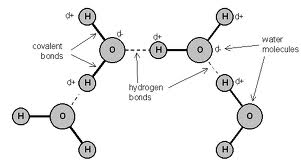 d+
H
d+
H
covalent
bonds
O
d-
d+
H
O
d-
water
molecules
d+
H
hydrogen
bonds
d+
H
H
O
O
H
H